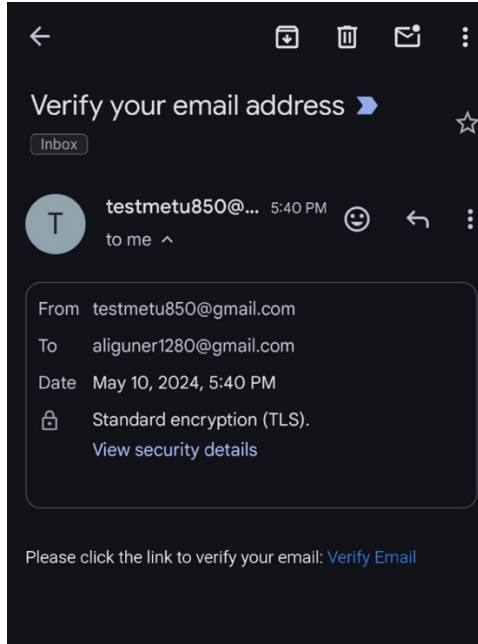 Verify your email address
Inbox
T
testmetu850@... 5:40 PM
to me
From testmetu850@gmail.com
To aliguner1280@gmail.com
Date May 10, 2024, 5:40 PM
Standard encryption (TLS).
View security details
Please click the link to verify your email: Verify Email